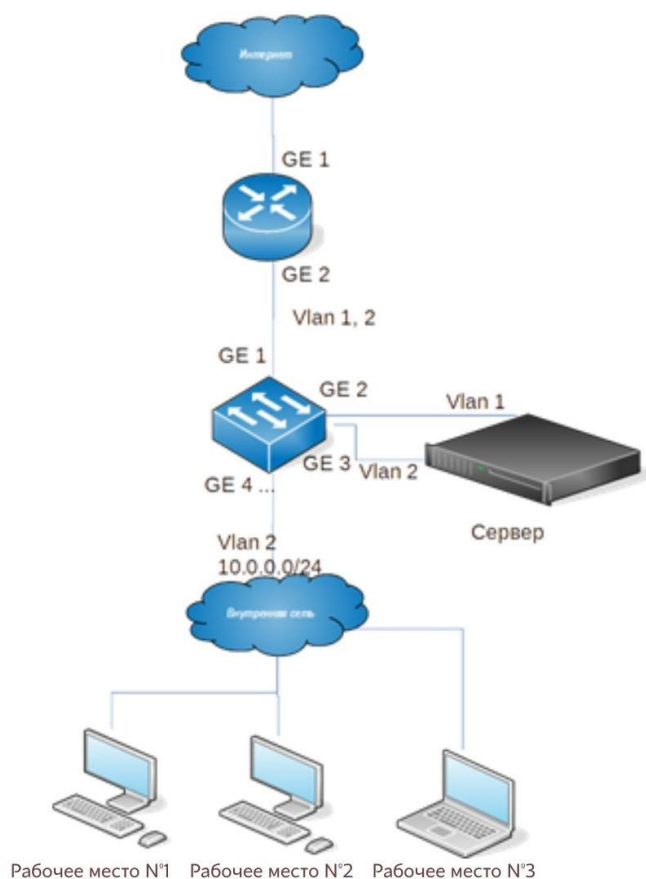 Интернет
GE 1
GE 2
Vlan 1, 2
GE 1
GE 2
Vlan 1
GE 3
Vlan 2
GE 4 ...
Сервер
Vlan 2
10.0.0.0/24
Внутренняя сеть
Рабочее место №1
Рабочее место №2
Рабочее место №3